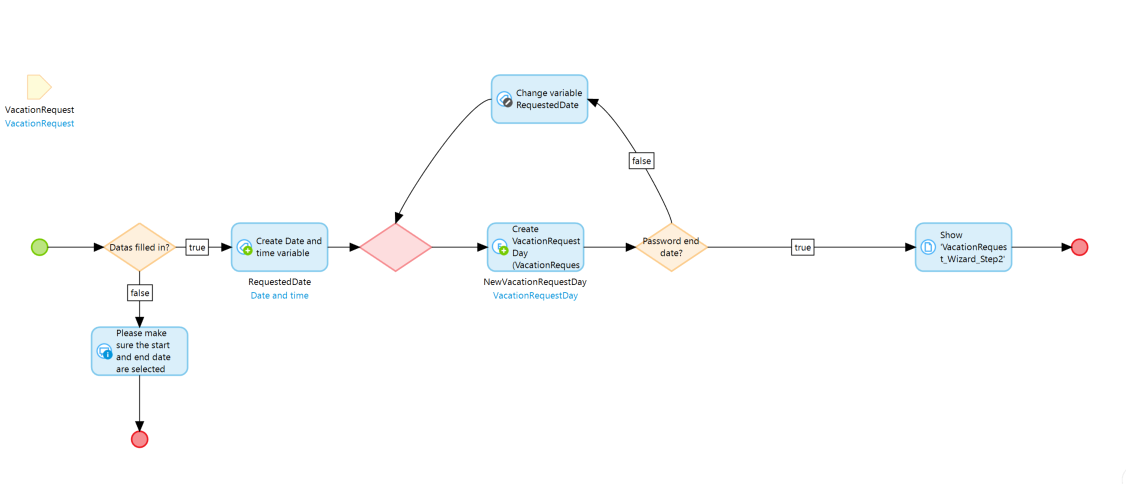 VacationRequest
VacationRequest
Change variable
RequestedDate
false
Datas filled in?
true
Create Date and
time variable
RequestedDate
Date and time
Create
VacationRequest
Day
(VacationReques
NewVacationRequestDay
VacationRequestDay
Password end
date?
true
Show
'VacationReques
t_Wizard_Step2'
false
Please make
sure the start
and end date
are selected